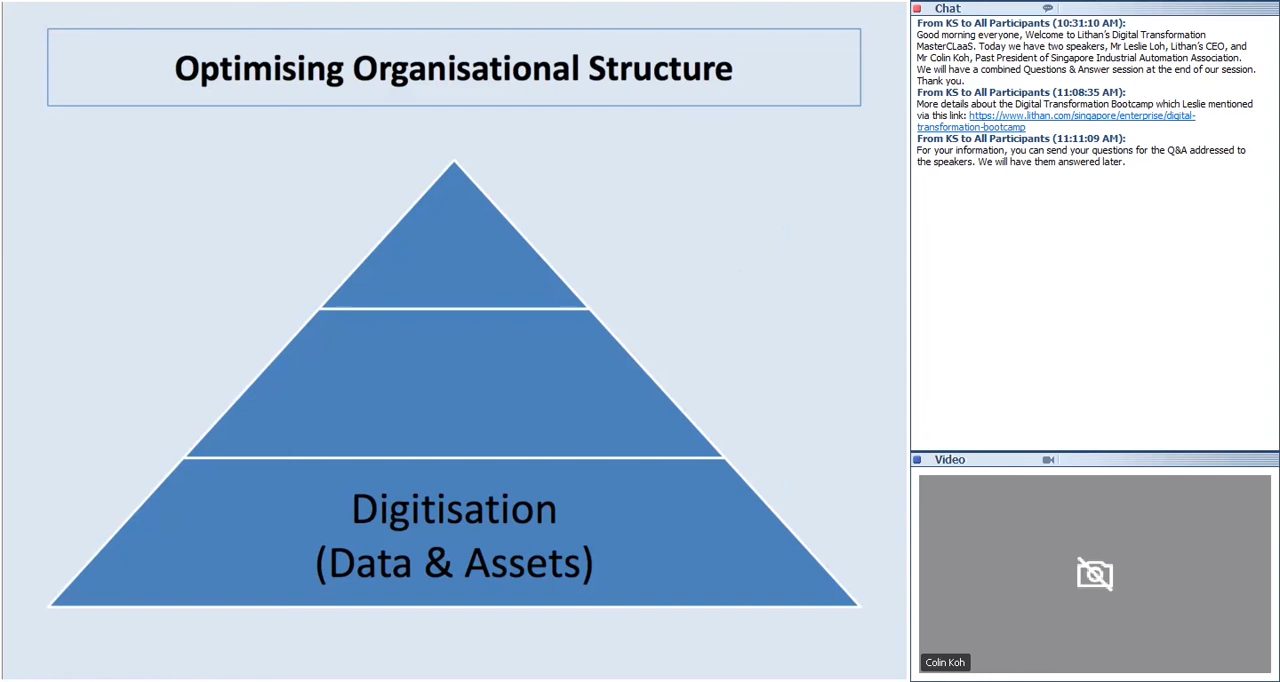 Optimising Organisational Structure
Digitisation
(Data & Assets)
Chat
From KS to All Participants (10:31:10 AM):
Good morning everyone, Welcome to Lithan's Digital Transformation
MasterCLaaS. Today we have two speakers, Mr Leslie Loh, Lithan's CEO, and
Mr Colin Koh, Past President of Singapore Industrial Automation Association.
We will have a combined Questions & Answer session at the end of our session.
Thank you.
From KS to All Participants (11:08:35 AM):
More details about the Digital Transformation Bootcamp which Leslie mentioned
via this link: https://www.lithan.com/singapore/enterprise/digital-
transformation-bootcamp
From KS to All Participants (11:11:09 AM):
For your information, you can send your questions for the Q&A addressed to
the speakers. We will have them answered later.
Video
Colin Koh